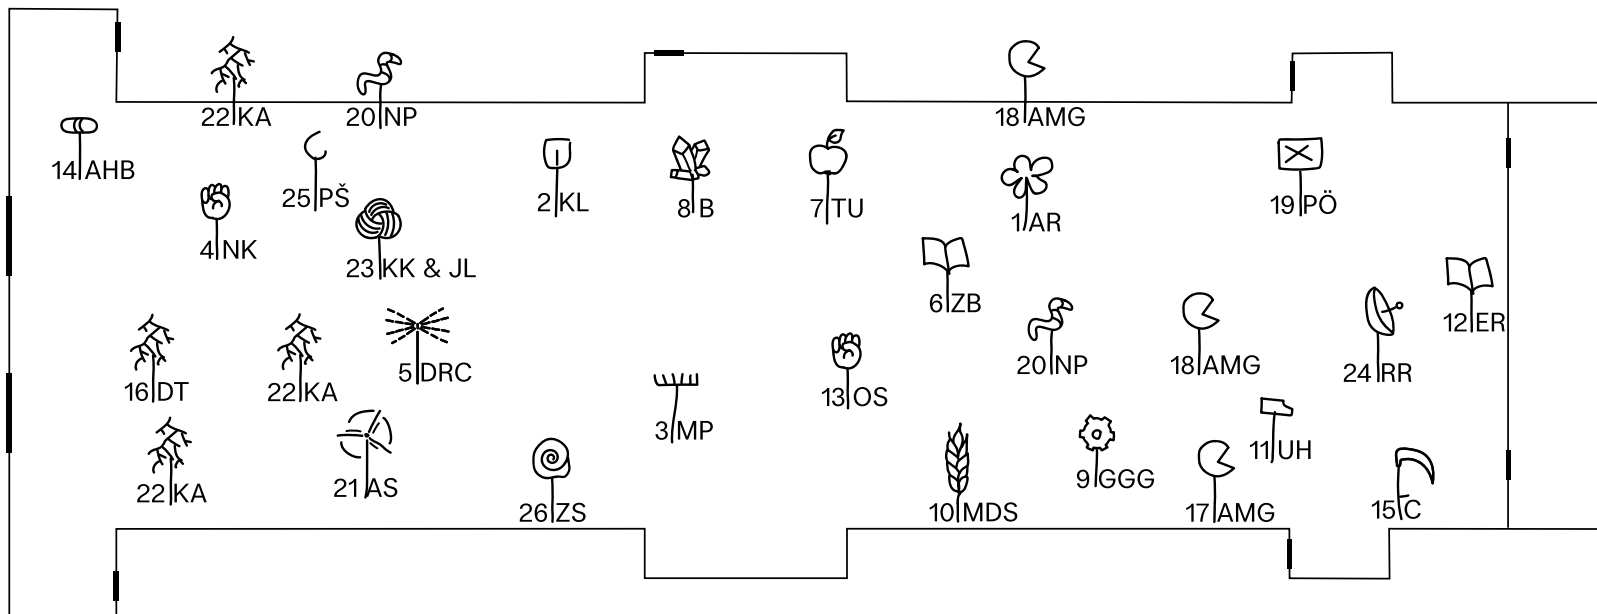 22 KA
20 NP
18 AMG
14 AHB
25 PŠ
2 KL
8 B
7 TU
1 AR
19 PÖ
4 NK
23 KK & JL
6 ZB
12 ER
16 DT
22 KA
5 DRC
20 NP
18 AMG
24 RR
13 OS
3 MP
11 UH
22 KA
21 AS
9 GGG
26 ZS
10 MDS
17 AMG
15 C